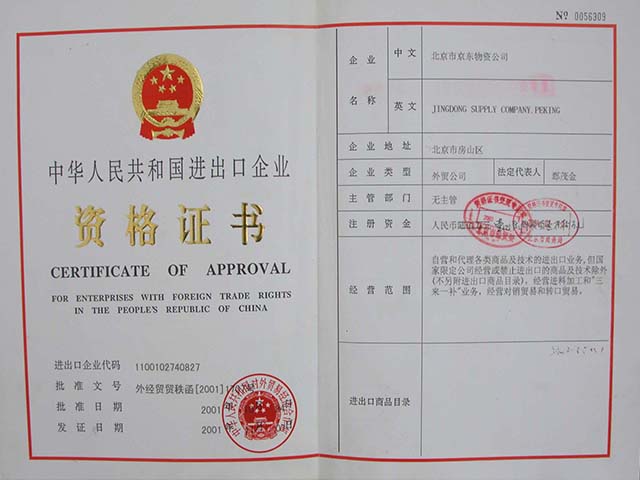 № 0056309
中华人民共和国进出口企业
资格证书
CERTIFICATE OF APPROVAL
FOR ENTERPRISES WITH FOREIGN TRADE RIGHTS
IN THE PEOPLE'S REPUBLIC OF CHINA
进出口企业代码 1100102740827
批准文号 外经贸贸秩函[2001]
批准日期 2001
发证日期 2001
企业名称 中文 北京市京东物资公司
英文 JINGDONG SUPPLY COMPANY.PEKING
企业地址 北京市房山区
企业类型 外贸公司 法定代表人 郡茂金
主管部门 无主管
注册资金 人民币
经营范围 自营和代理各类商品及技术的进出口业务,但国
家限定公司经营或禁止进出口的商品及技术除外
(不另附进出口商品目录)。经营进料加工和"三
来一补"业务,经营对销贸易和转口贸易。
进出口商品目录